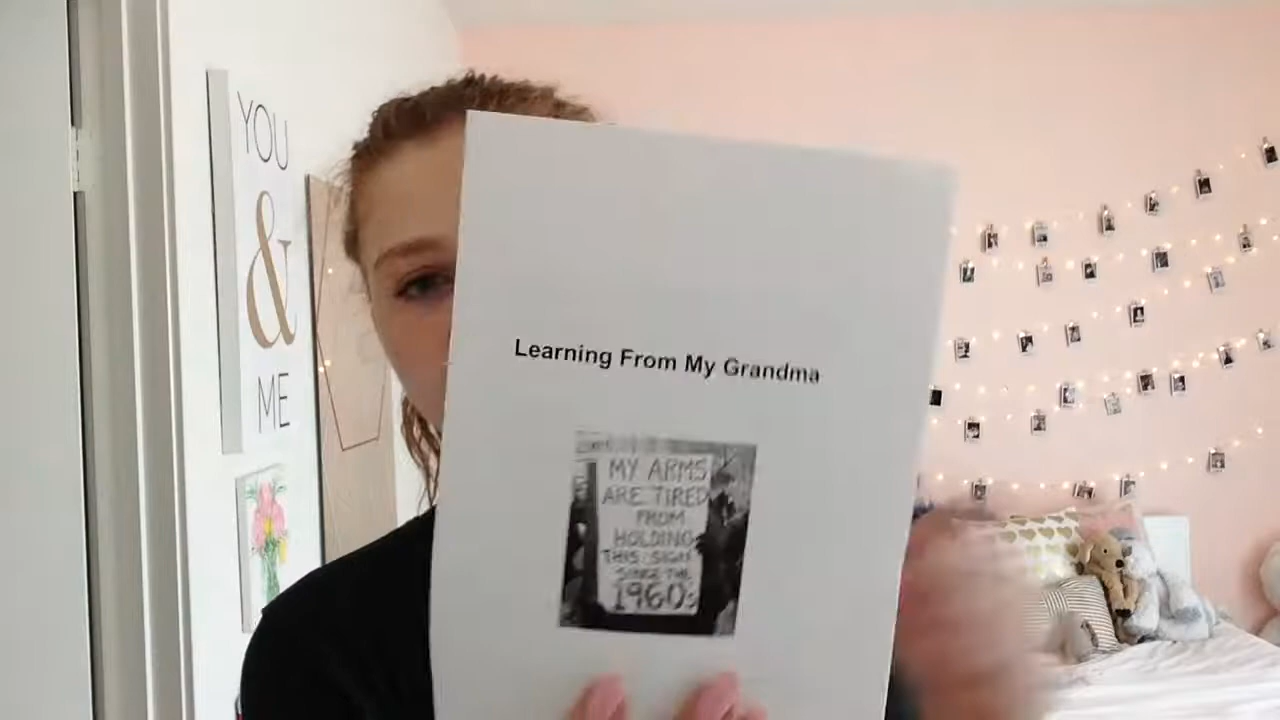 YOU
&
ME
Learning From My Grandma
MY ARMS
ARE TIRED
FROM
HOLDING
THIS SIGN
SINCE THE
1960s